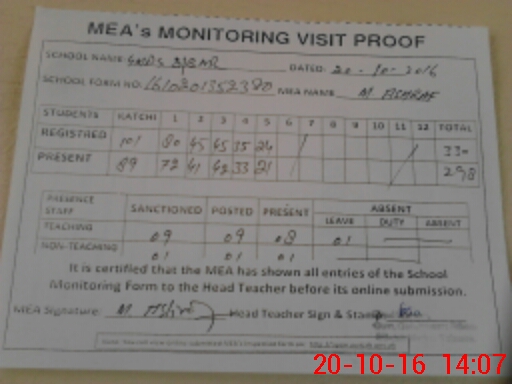 MEA's MONITORING VISIT PROOF
SCHOOL NAME: DATED: 20-10-2016
SCHOOL FORM NO. MEA NAME M. ASHRAF
STUDENTS KATCHI 1 2 3 4 5 6 7 8 9 10 11 12 TOTAL
REGISTRED 101 80 45 45 35 24 330
PRESENT 89 72 41 42 33 21 298
PRESENCE STAFF SANCTIONED POSTED PRESENT ABSENT
LEAVE DUTY ABSENT
TEACHING 09 09 08 01
NON-TEACHING 01 01 01
It is certified that the MEA has shown all entries of the School
Monitoring Form to the Head Teacher before its online submission.
MEA Signature: Head Teacher Sign & Stamp
20-10-16 14:07